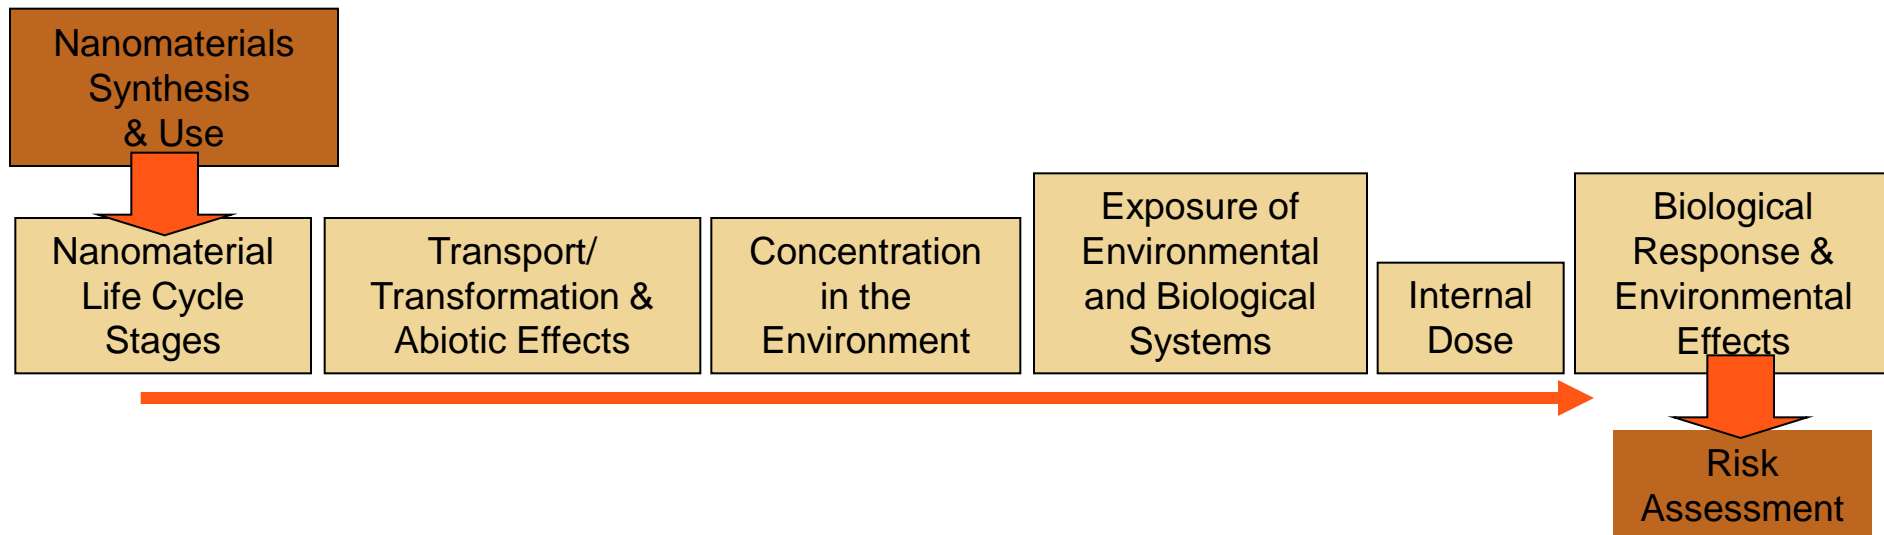 Nanomaterials
Synthesis
& Use
Nanomaterial
Life Cycle
Stages
Transport/
Transformation &
Abiotic Effects
Concentration
in the
Environment
Exposure of
Environmental
and Biological
Systems
Internal
Dose
Biological
Response &
Environmental
Effects
Risk
Assessment